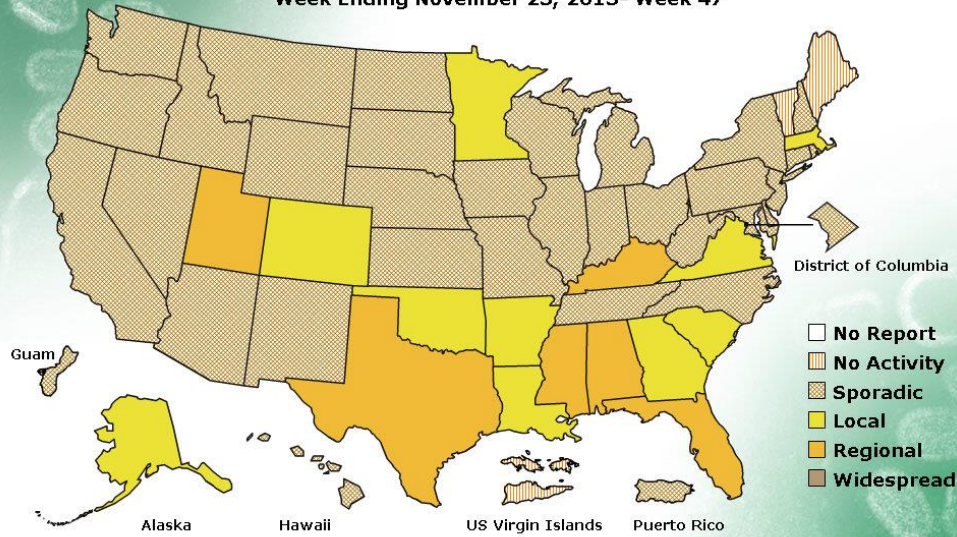 Week Ending November 23, 2013- Week 47
District of Columbia
No Report
Guam
No Activity
Sporadic
Local
Regional
Widespread
Alaska
Hawaii
US Virgin Islands
Puerto Rico